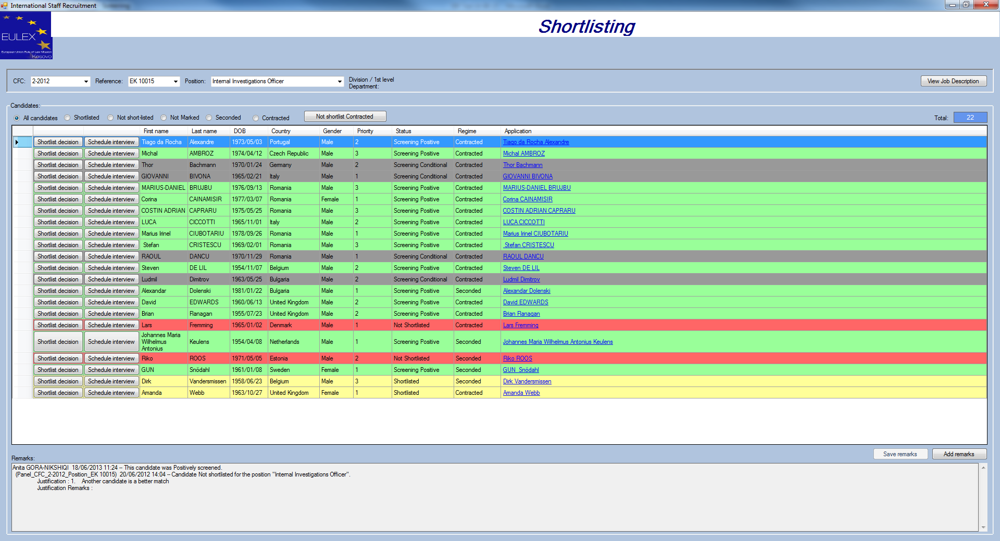 International Staff Recruitment
EULEX
European Union Rule of Law Mission
Kosovo
Shortlisting
CFC: 2-2012 Reference: EK 10015 Position: Internal Investigations Officer Division / 1st level
Department:
View Job Description
Candidates:
All candidates Shortlisted Not short-listed Not Marked Seconded Contracted Not shortlist Contracted Total: 22
First name Last name DOB Country Gender Priority Status Regime Application
Shortlist decision Schedule interview Tiago da Rocha Alexandre 1973/05/03 Portugal Male 2 Screening Positive Contracted Tiago da Rocha Alexandre
Shortlist decision Schedule interview Michal AMBROZ 1974/04/12 Czech Republic Male 3 Screening Positive Contracted Michal AMBROZ
Shortlist decision Schedule interview Thor Bachmann 1970/01/24 Germany Male 2 Screening Conditional Contracted Thor Bachmann
Shortlist decision Schedule interview GIOVANNI BIVONA 1965/02/21 Italy Male 1 Screening Conditional Contracted GIOVANNI BIVONA
Shortlist decision Schedule interview MARIUS-DANIEL BRUJBU 1976/09/13 Romania Male 3 Screening Positive Contracted MARIUS-DANIEL BRUJBU
Shortlist decision Schedule interview Corina CAINAMISIR 1977/03/07 Romania Female 1 Screening Positive Contracted Corina CAINAMISIR
Shortlist decision Schedule interview COSTIN ADRIAN CAPRARU 1975/05/25 Romania Male 3 Screening Positive Contracted COSTIN ADRIAN CAPRARU
Shortlist decision Schedule interview LUCA CICCOTTI 1965/11/01 Italy Male 2 Screening Positive Contracted LUCA CICCOTTI
Shortlist decision Schedule interview Marius Irinel CIUBOTARIU 1978/09/26 Romania Male 1 Screening Positive Contracted Marius Irinel CIUBOTARIU
Shortlist decision Schedule interview Stefan CRISTESCU 1969/02/01 Romania Male 3 Screening Positive Contracted Stefan CRISTESCU
Shortlist decision Schedule interview RAOUL DANCU 1970/11/29 Romania Male 1 Screening Conditional Contracted RAOUL DANCU
Shortlist decision Schedule interview Steven DE LIL 1954/11/07 Belgium Male 2 Screening Positive Contracted Steven DE LIL
Shortlist decision Schedule interview Ludmil Dimitrov 1963/05/25 Bulgaria Male 2 Screening Conditional Contracted Ludmil Dimitrov
Shortlist decision Schedule interview Alexandar Dolenski 1981/01/22 Bulgaria Male 1 Screening Positive Seconded Alexandar Dolenski
Shortlist decision Schedule interview David EDWARDS 1960/06/13 United Kingdom Male 2 Screening Positive Contracted David EDWARDS
Shortlist decision Schedule interview Brian Flanagan 1955/07/23 United Kingdom Male 2 Screening Positive Contracted Brian Flanagan
Shortlist decision Schedule interview Lars Fremming 1965/01/02 Denmark Male 1 Not Shortlisted Contracted Lars Fremming
Shortlist decision Schedule interview Johannes Maria Wilhelmus Antonius Keulens 1954/04/08 Netherlands Male 1 Screening Positive Seconded Johannes Maria Wilhelmus Antonius Keulens
Shortlist decision Schedule interview Riko ROOS 1971/05/05 Estonia Male 2 Not Shortlisted Seconded Riko ROOS
Shortlist decision Schedule interview GUN Snödahl 1961/01/08 Sweden Female 1 Screening Positive Seconded GUN Snödahl
Shortlist decision Schedule interview Dirk Vandersmissen 1958/06/23 Belgium Male 3 Shortlisted Seconded Dirk Vandersmissen
Shortlist decision Schedule interview Amanda Webb 1963/10/27 United Kingdom Female 1 Shortlisted Contracted Amanda Webb
Remarks: Save remarks Add remarks
Anita GORA-NIKSHIQI 18/06/2013 11:24 -- This candidate was Positively screened.
(Panel_CFC_2-2012_Position_EK 10015) 20/06/2012 14:04 -- Candidate Not shortlisted for the position "Internal Investigations Officer".
Justification : 1. Another candidate is a better match
Justification Remarks :